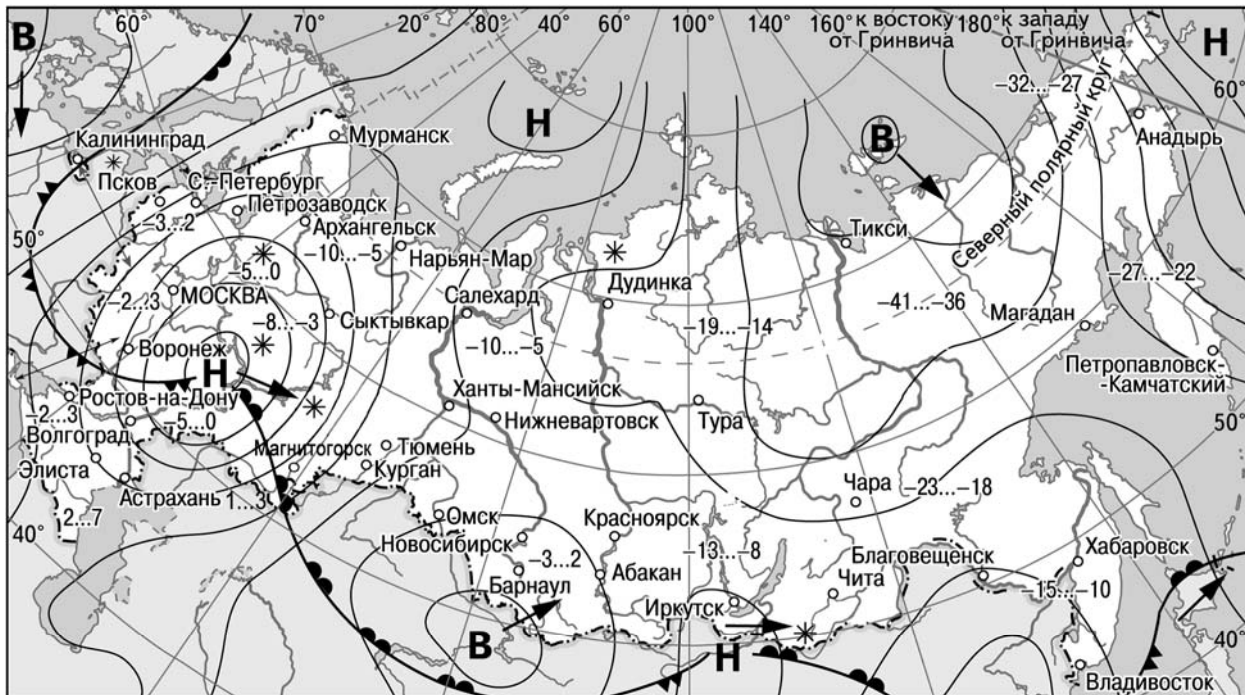 60°
70°
20°
80°
40°
60°
100°
140°
160°
к востоку
от Гринвича
180°
к западу
от Гринвича
В
Н
60°
−32...−27
Н
Северный полярный круг
Анадырь
В
Мурманск
Калининград
Псков
С.–Петербург
Петрозаводск
−3...2
Архангельск
−10...−5
Тикси
50°
Нарьян-Мар
−5...0
Дудинка
−27...−22
−2...3
МОСКВА
Салехард
−41...−36
Магадан
−8...−3
Сыктывкар
−19...−14
−10...−5
Воронеж
Петропавловск-
-Камчатский
Н
Ханты-Мансийск
Ростов-на-Дону
−2...3
−5...0
Нижневартовск
Тура
50°
Волгоград
Магнитогорск
Тюмень
Элиста
Курган
Астрахань
1...3
Чара
−23...−18
2...7
Омск
Красноярск
40°
Новосибирск
−13...−8
Хабаровск
−3...2
Благовещенск
Барнаул
Абакан
Чита
−15...−10
Иркутск
В
Н
40°
Владивосток